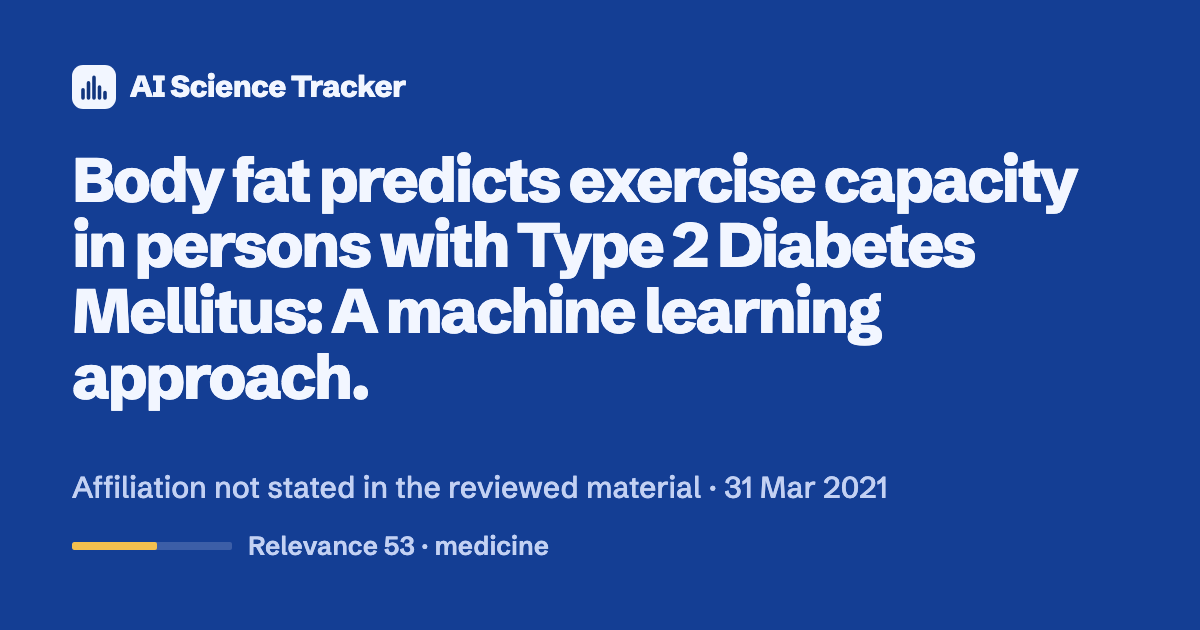 AI Science Tracker
Body fat predicts exercise capacity
in persons with Type 2 Diabetes
Mellitus: A machine learning
approach.
Affiliation not stated in the reviewed material · 31 Mar 2021
Relevance 53 · medicine